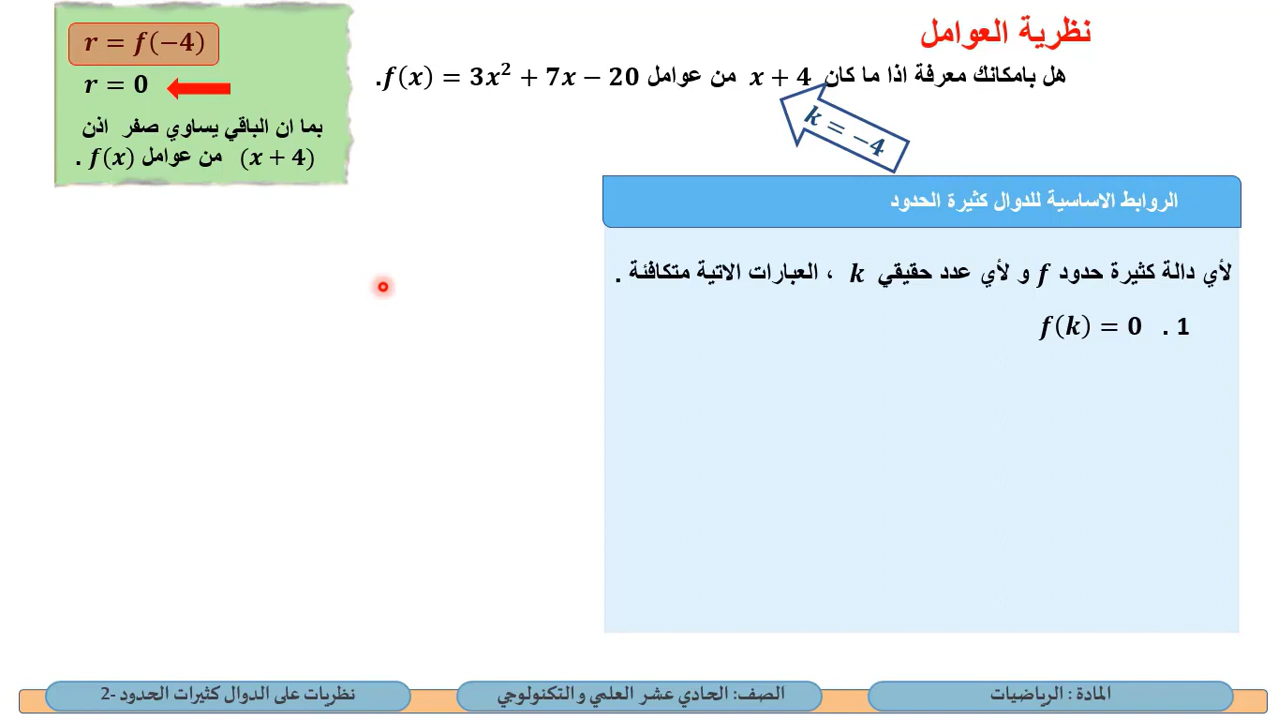 نظرية العوامل
هل بامكانك معرفة اذا ما كان x + 4 من عوامل f(x) = 3x² + 7x − 20.
k = −4
r = f(−4)
r = 0
بما ان الباقي يساوي صفر اذن
(x + 4) من عوامل f(x) .
الروابط الاساسية للدوال كثيرة الحدود
لأي دالة كثيرة حدود f و لأي عدد حقيقي k ، العبارات الاتية متكافئة .
1 . f(k) = 0
المادة : الرياضيات
الصف: الحادي عشر العلمي و التكنولوجي
نظريات على الدوال كثيرات الحدود -2